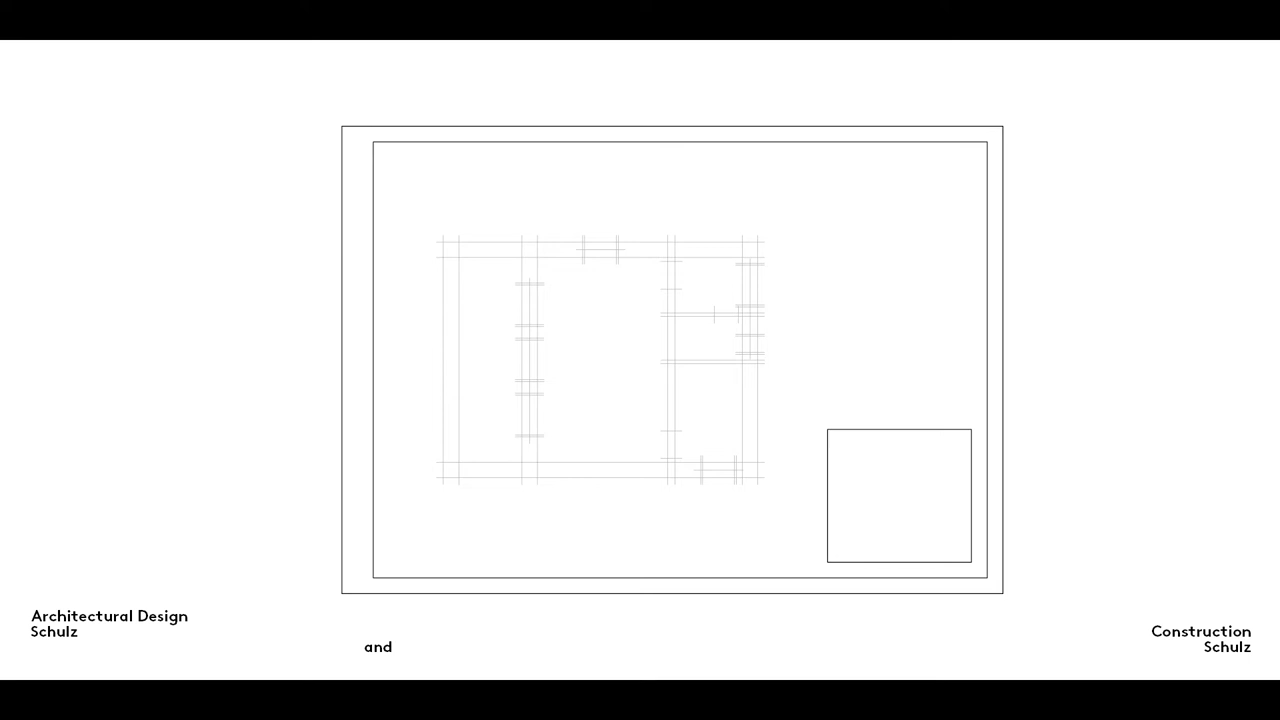 Architectural Design
Schulz
and
Construction
Schulz